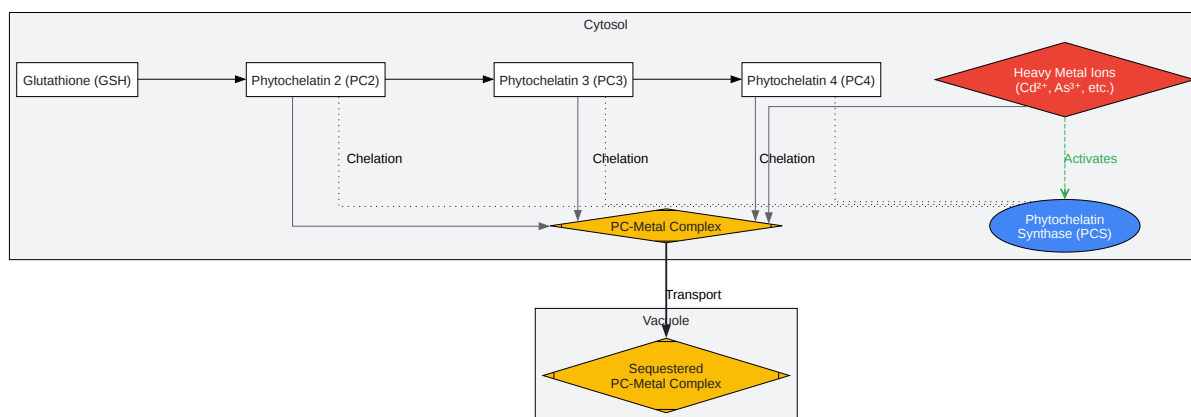 Cytosol
Glutathione (GSH)
Phytochelatin 2 (PC2)
Phytochelatin 3 (PC3)
Phytochelatin 4 (PC4)
Heavy Metal Ions
(Cd²⁺, As³⁺, etc.)
Chelation
Chelation
Chelation
Activates
PC-Metal Complex
Phytochelatin
Synthase (PCS)
Transport
Vacuole
Sequestered
PC-Metal Complex